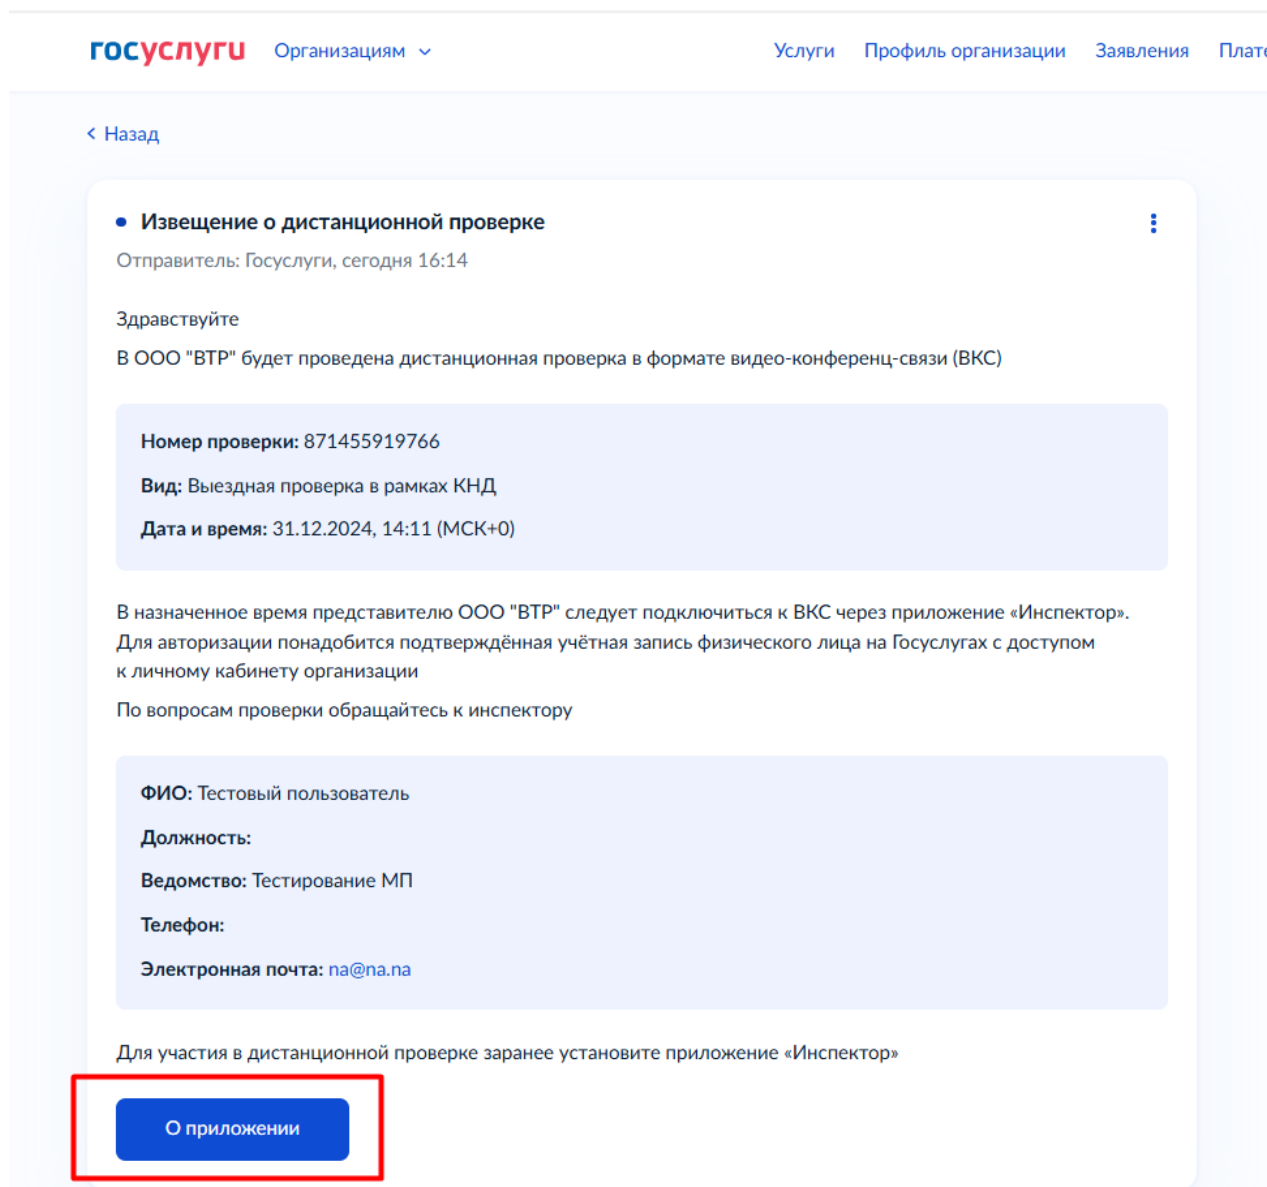 госуслуги Организациям Услуги Профиль организации Заявления Плате
Назад
Извещение о дистанционной проверке
Отправитель: Госуслуги, сегодня 16:14
Здравствуйте
В ООО "ВТР" будет проведена дистанционная проверка в формате видео-конференц-связи (ВКС)
Номер проверки: 871455919766
Вид: Выездная проверка в рамках КНД
Дата и время: 31.12.2024, 14:11 (МСК+0)
В назначенное время представителю ООО "ВТР" следует подключиться к ВКС через приложение «Инспектор».
Для авторизации понадобится подтверждённая учётная запись физического лица на Госуслугах с доступом
к личному кабинету организации
По вопросам проверки обращайтесь к инспектору
ФИО: Тестовый пользователь
Должность:
Ведомство: Тестирование МП
Телефон:
Электронная почта: na@na.na
Для участия в дистанционной проверке заранее установите приложение «Инспектор»
О приложении